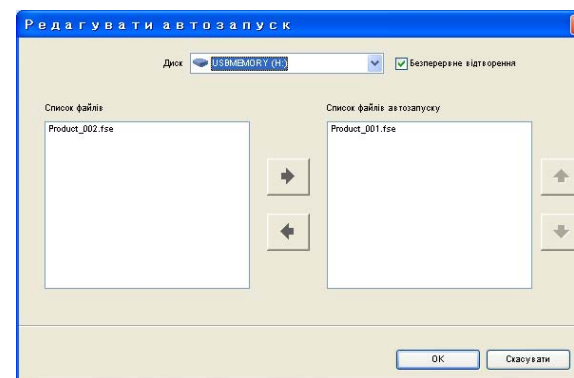 Редагувати автозапуск
Диск USBMEMORY (H:) Безперервне відтворення
Список файлів
Product_002.fse
Список файлів автозапуску
Product_001.fse
OK Скасувати